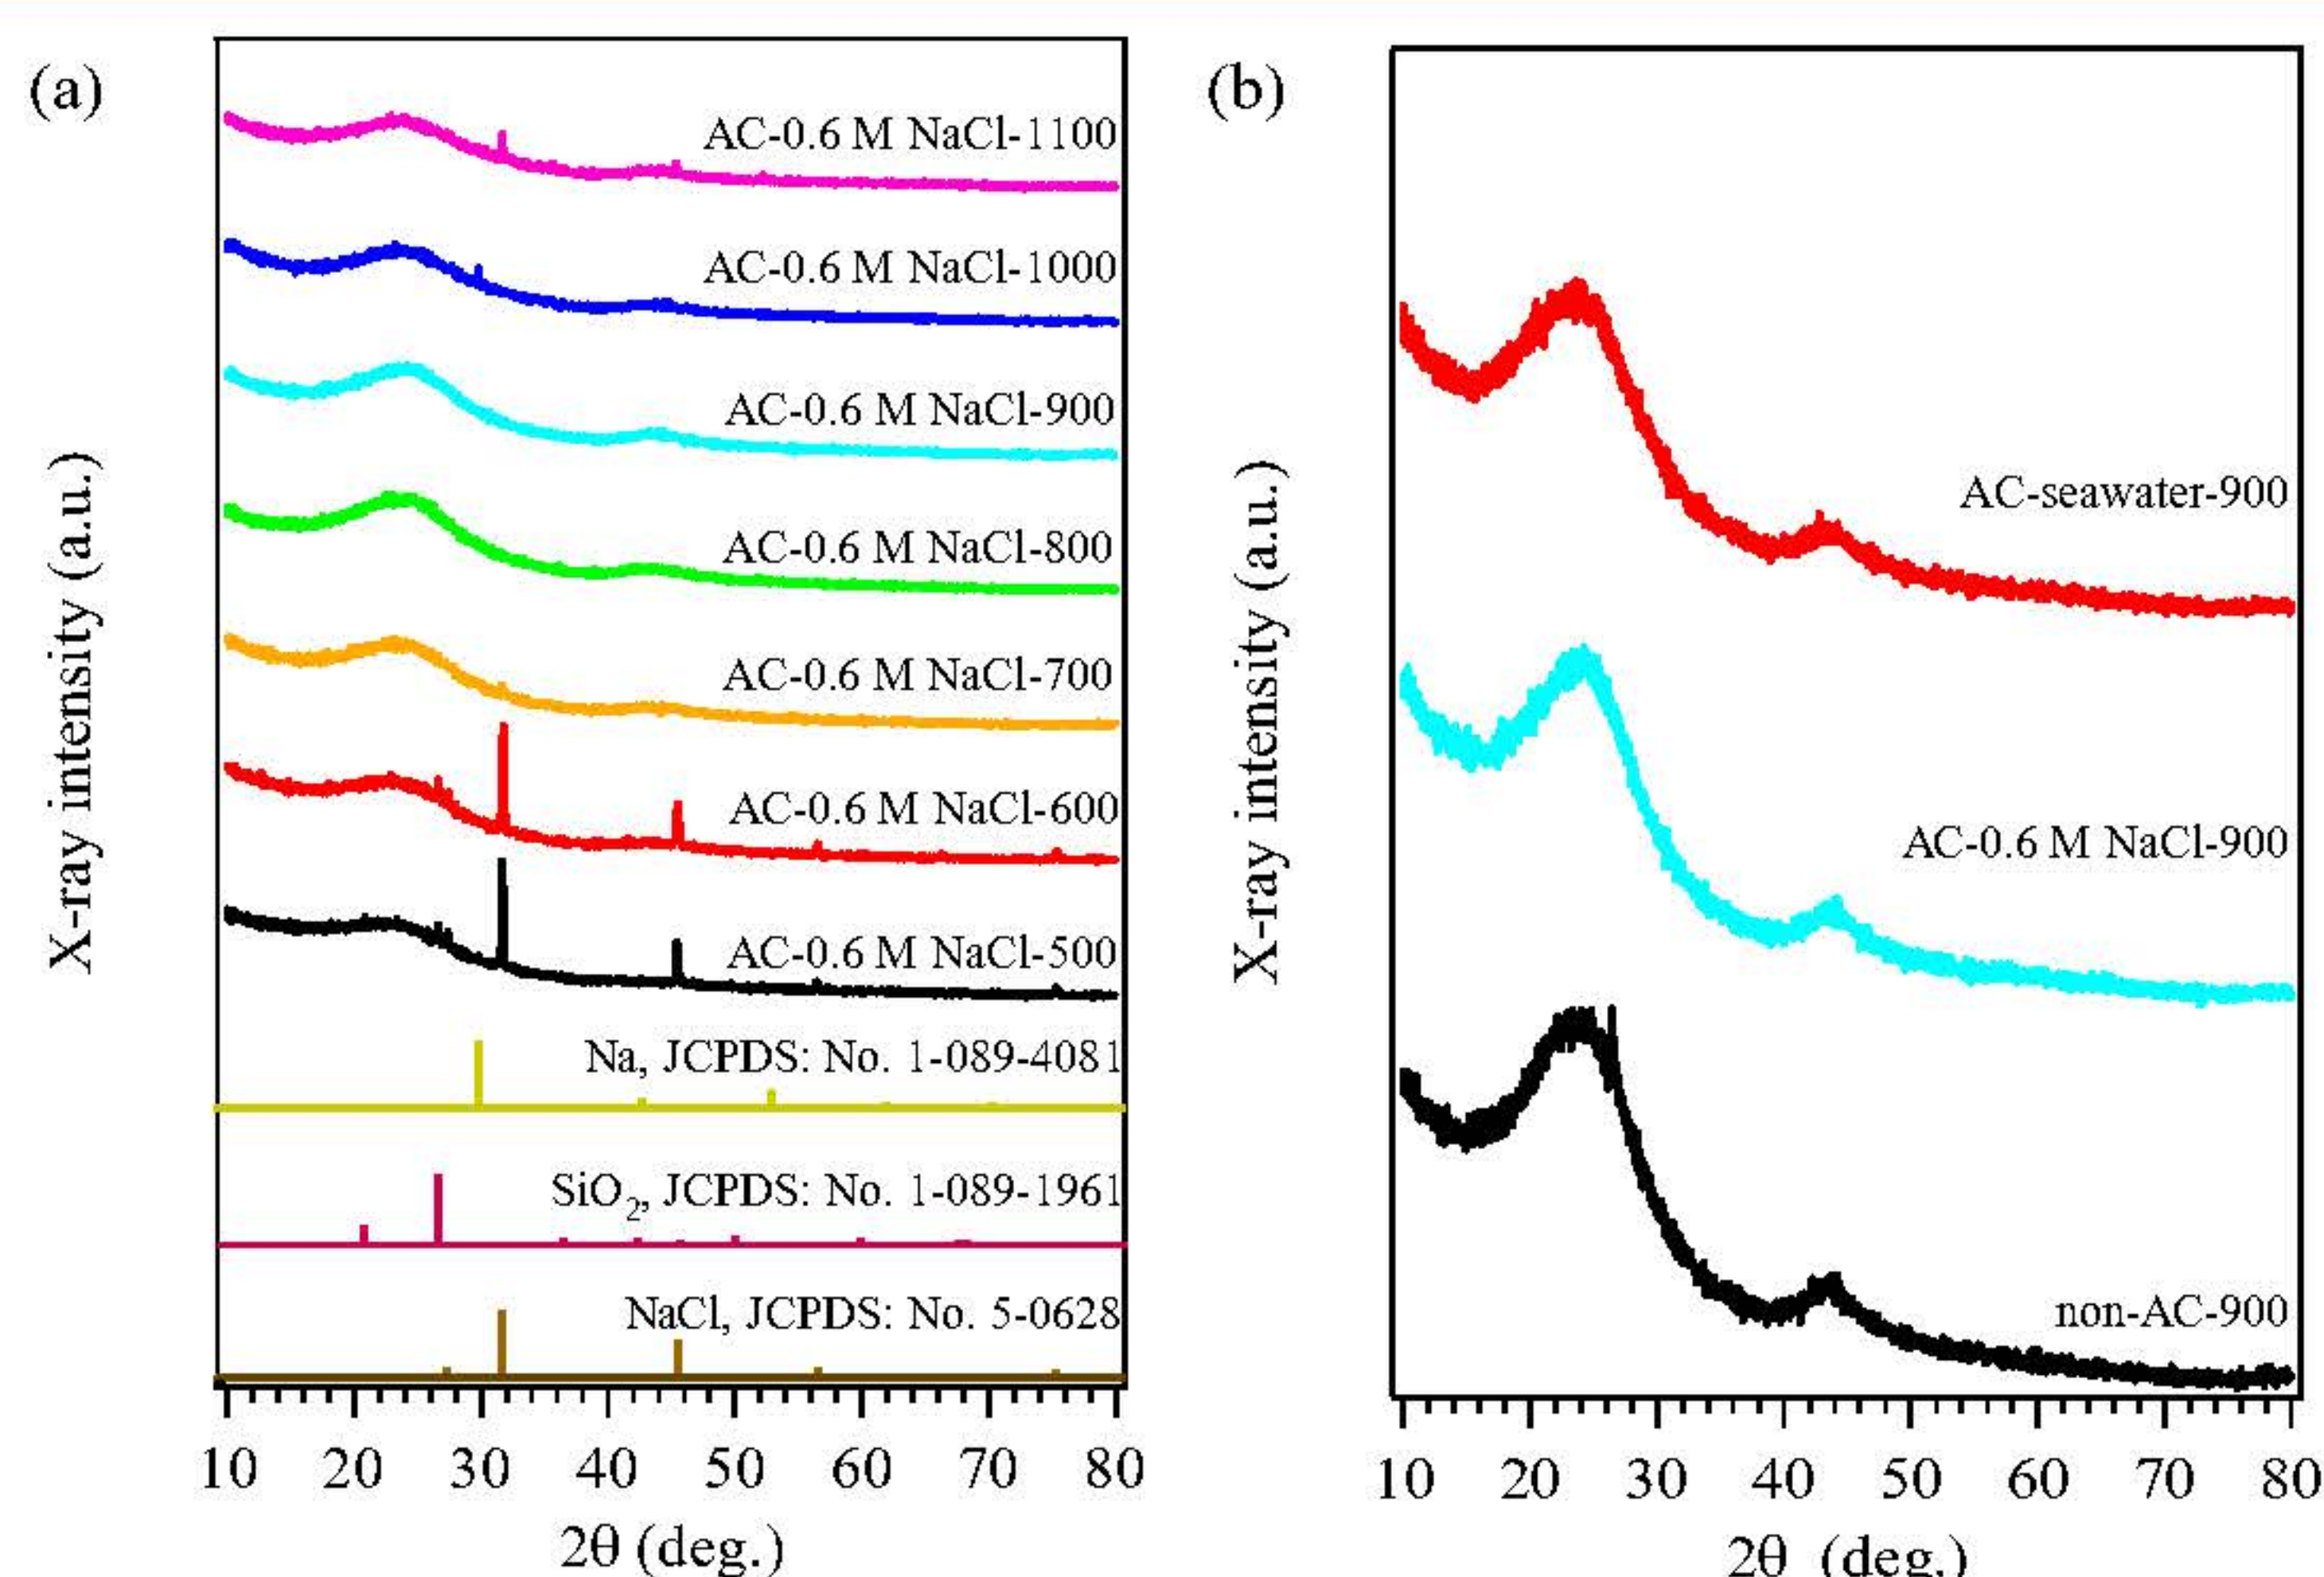 (a)
X-ray intensity (a.u.)
AC-0.6 M NaCl-1100
AC-0.6 M NaCl-1000
AC-0.6 M NaCl-900
AC-0.6 M NaCl-800
AC-0.6 M NaCl-700
AC-0.6 M NaCl-600
AC-0.6 M NaCl-500
Na, JCPDS: No. 1-089-4081
SiO₂, JCPDS: No. 1-089-1961
NaCl, JCPDS: No. 5-0628
10 20 30 40 50 60 70 80
2θ (deg.)
(b)
X-ray intensity (a.u.)
AC-seawater-900
AC-0.6 M NaCl-900
non-AC-900
10 20 30 40 50 60 70 80
2θ (deg.)